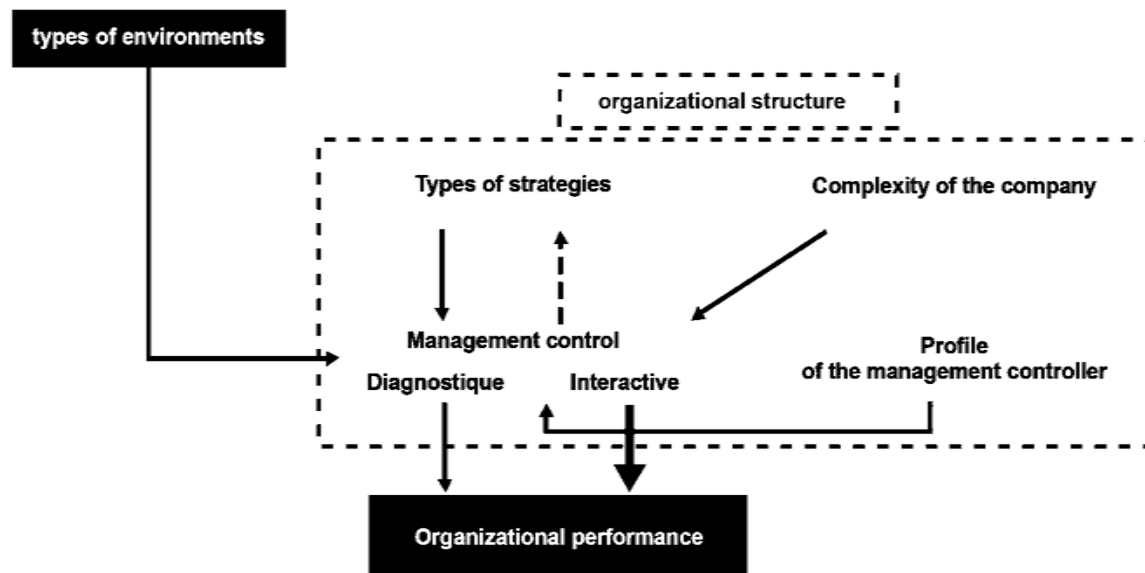 types of environments
organizational structure
Types of strategies
Complexity of the company
Management control
Diagnostique
Interactive
Profile
of the management controller
Organizational performance